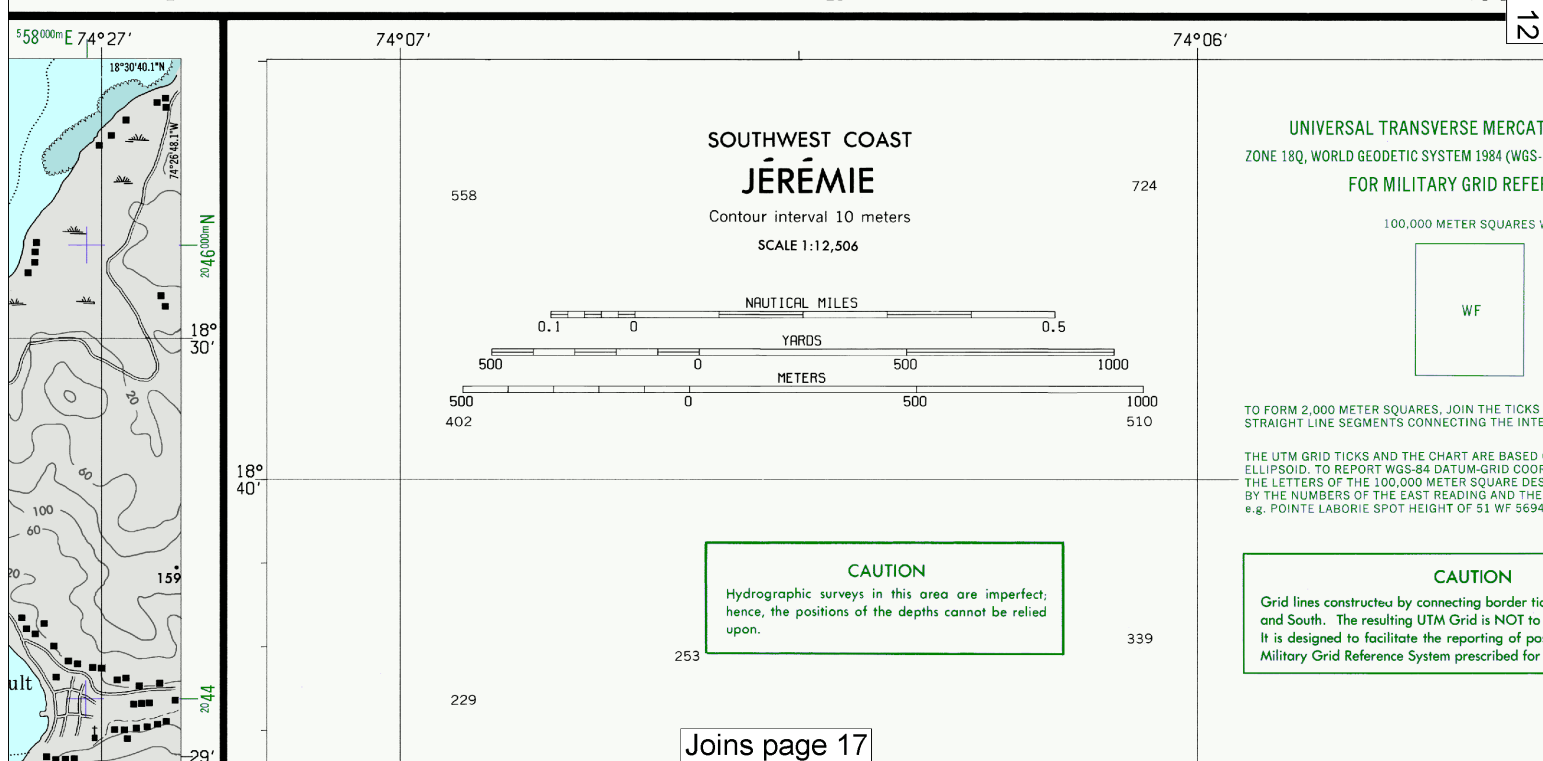 12
558000mE 74°27'
18°30'40.1"N
74°26'48.1"W
2046000mN
18°
30'
20
60
100
60
20
159
ult
2044
29'
74°07'
74°06'
SOUTHWEST COAST
JÉRÉMIE
558
724
Contour interval 10 meters
SCALE 1:12,506
NAUTICAL MILES
0.1 0 0.5
YARDS
500 0 500 1000
METERS
500 0 500 1000
402 510
18°
40'
CAUTION
Hydrographic surveys in this area are imperfect;
hence, the positions of the depths cannot be relied
upon.
253
339
229
Joins page 17
UNIVERSAL TRANSVERSE MERCAT
ZONE 18Q, WORLD GEODETIC SYSTEM 1984 (WGS-
FOR MILITARY GRID REFE
100,000 METER SQUARES
WF
TO FORM 2,000 METER SQUARES, JOIN THE TICKS
STRAIGHT LINE SEGMENTS CONNECTING THE INTE
THE UTM GRID TICKS AND THE CHART ARE BASED
ELLIPSOID. TO REPORT WGS-84 DATUM-GRID COOR
THE LETTERS OF THE 100,000 METER SQUARE DES
BY THE NUMBERS OF THE EAST READING AND THE
e.g. POINTE LABORIE SPOT HEIGHT OF 51 WF 5694
CAUTION
Grid lines constructed by connecting border tic
and South. The resulting UTM Grid is NOT to
It is designed to facilitate the reporting of po
Military Grid Reference System prescribed for